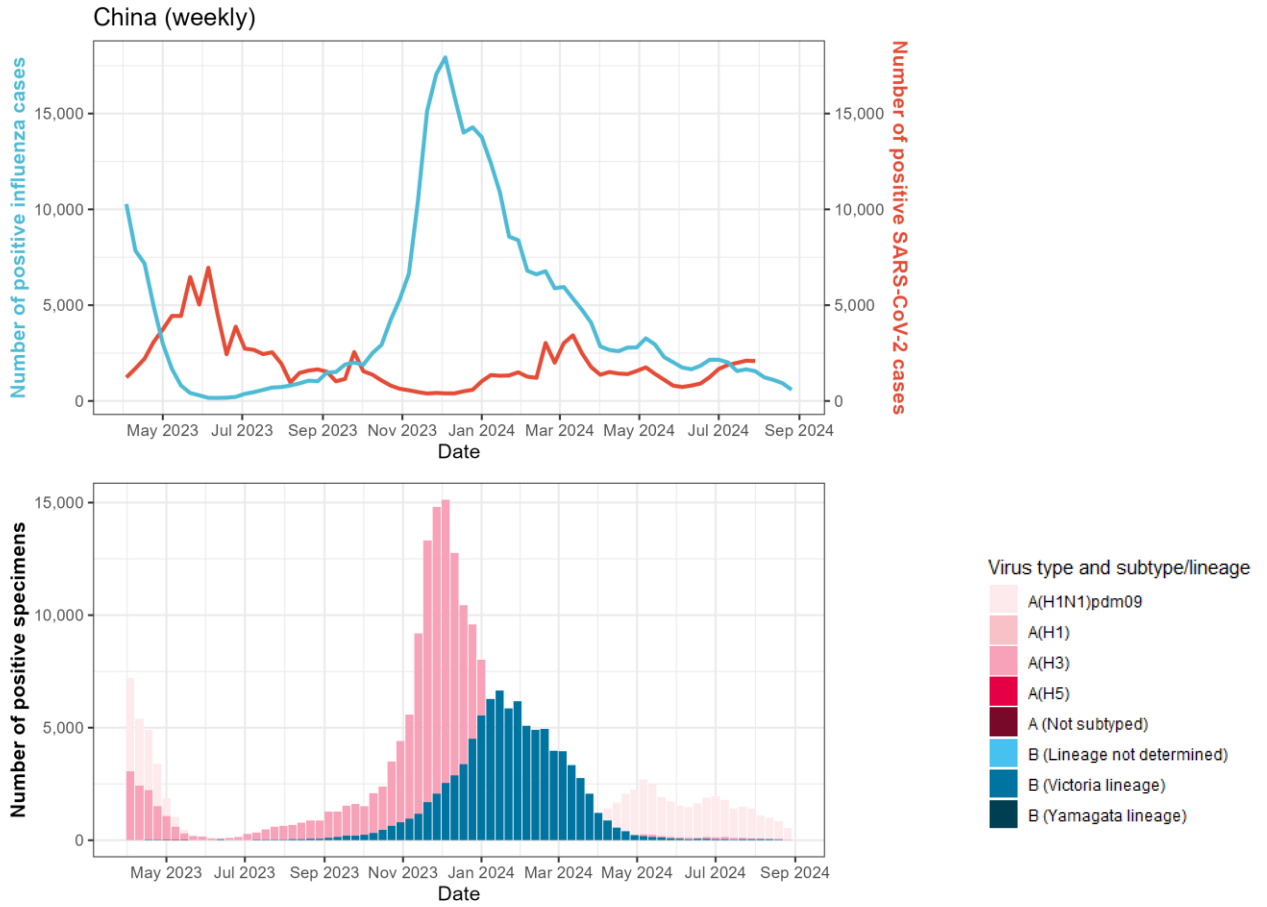 China (weekly)
Number of positive influenza cases
15,000
10,000
5,000
0
15,000
10,000
5,000
0
Number of positive SARS-CoV-2 cases
May 2023 Jul 2023 Sep 2023 Nov 2023 Jan 2024 Mar 2024 May 2024 Jul 2024 Sep 2024
Date
Number of positive specimens
15,000
10,000
5,000
0
May 2023 Jul 2023 Sep 2023 Nov 2023 Jan 2024 Mar 2024 May 2024 Jul 2024 Sep 2024
Date
Virus type and subtype/lineage
A(H1N1)pdm09
A(H1)
A(H3)
A(H5)
A (Not subtyped)
B (Lineage not determined)
B (Victoria lineage)
B (Yamagata lineage)